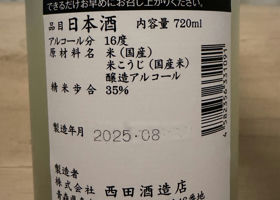 できるだけお早めにお召し上がりください。
品目 日本酒 内容量 720ml
アルコール分 16度
原材料名 米(国産)
米こうじ(国産米)
醸造アルコール
精米歩合 35%
製造年月 2025.08
製造者
株式会社 西田酒造店
4582396331091